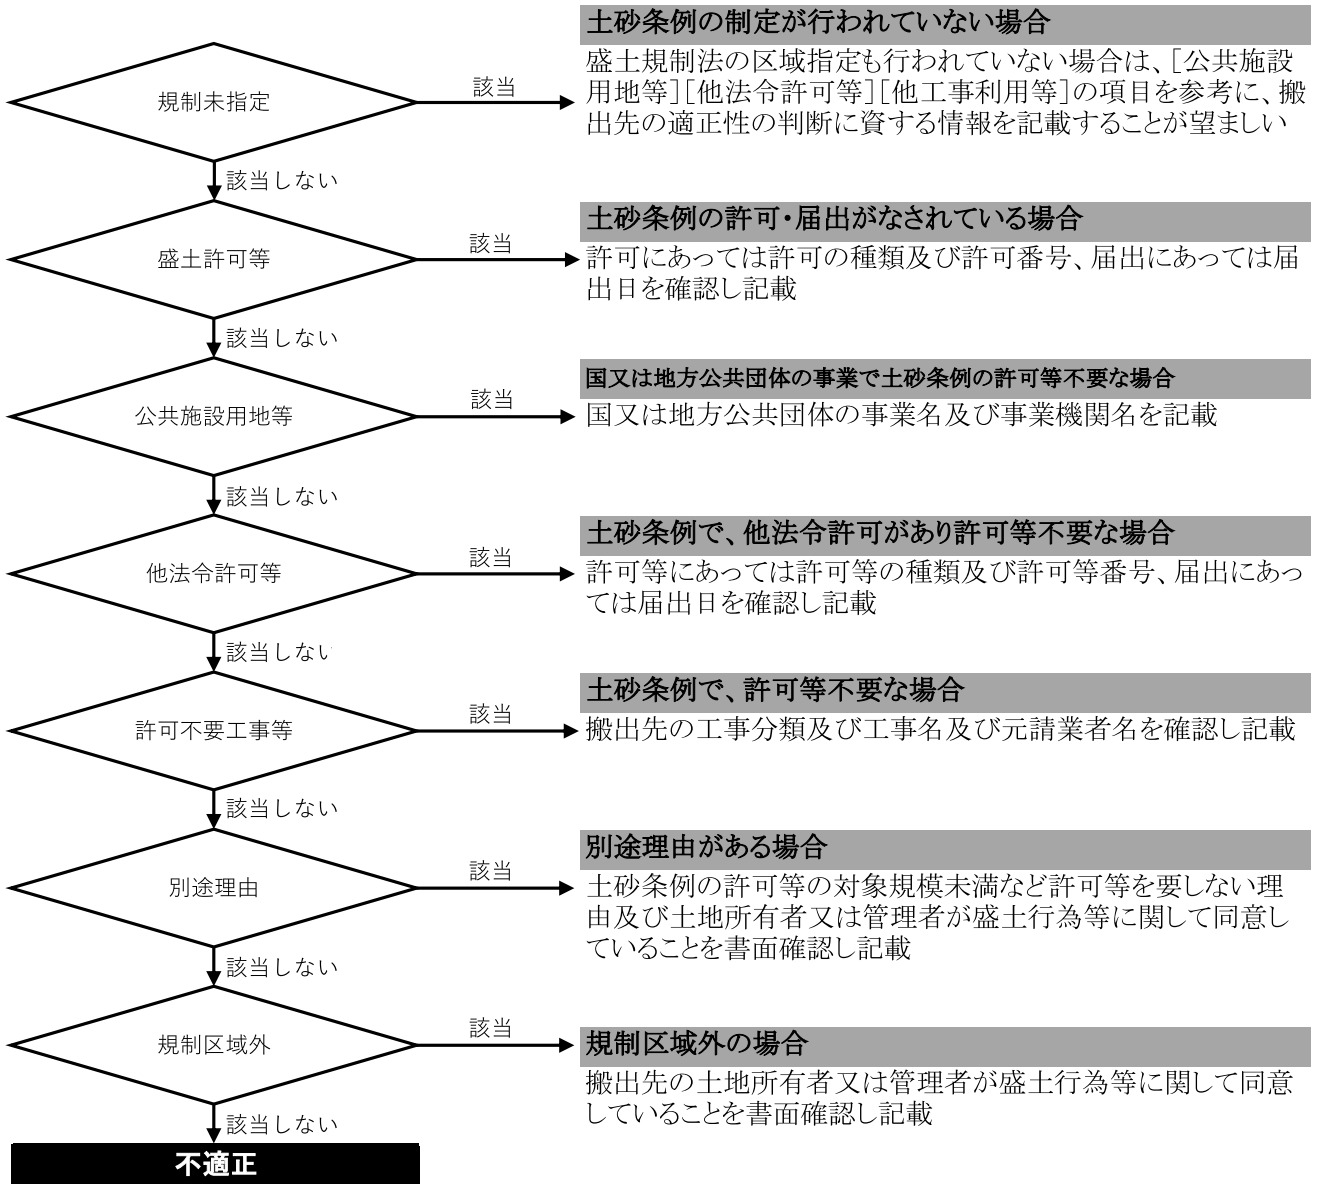 土砂条例の制定が行われていない場合
規制未指定
該当
盛土規制法の区域指定も行われていない場合は、[公共施設
用地等][他法令許可等][他工事利用等]の項目を参考に、搬
出先の適正性の判断に資する情報を記載することが望ましい
該当しない
土砂条例の許可・届出がなされている場合
盛土許可等
該当
許可にあっては許可の種類及び許可番号、届出にあっては届
出日を確認し記載
該当しない
国又は地方公共団体の事業で土砂条例の許可等不要な場合
公共施設用地等
該当
国又は地方公共団体の事業名及び事業機関名を記載
該当しない
土砂条例で、他法令許可があり許可等不要な場合
他法令許可等
該当
許可等にあっては許可等の種類及び許可等番号、届出にあっ
ては届出日を確認し記載
該当しない
土砂条例で、許可等不要な場合
許可不要工事等
該当
搬出先の工事分類及び工事名及び元請業者名を確認し記載
該当しない
別途理由がある場合
別途理由
該当
土砂条例の許可等の対象規模未満など許可等を要しない理
由及び土地所有者又は管理者が盛土行為等に関して同意し
ていることを書面確認し記載
該当しない
規制区域外の場合
規制区域外
該当
搬出先の土地所有者又は管理者が盛土行為等に関して同意
していることを書面確認し記載
該当しない
不適正